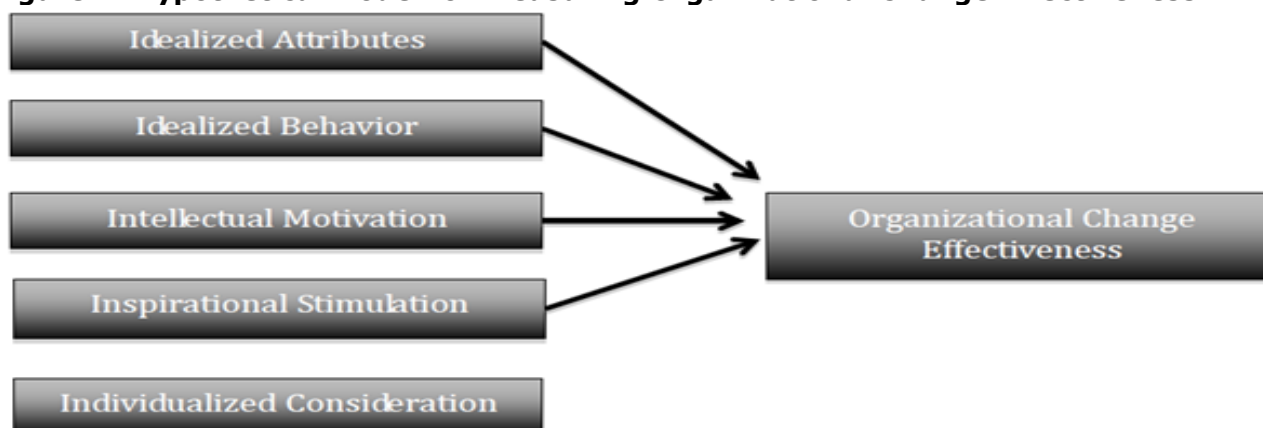 Idealized Attributes
Idealized Behavior
Intellectual Motivation
Inspirational Stimulation
Individualized Consideration
Organizational Change
Effectiveness